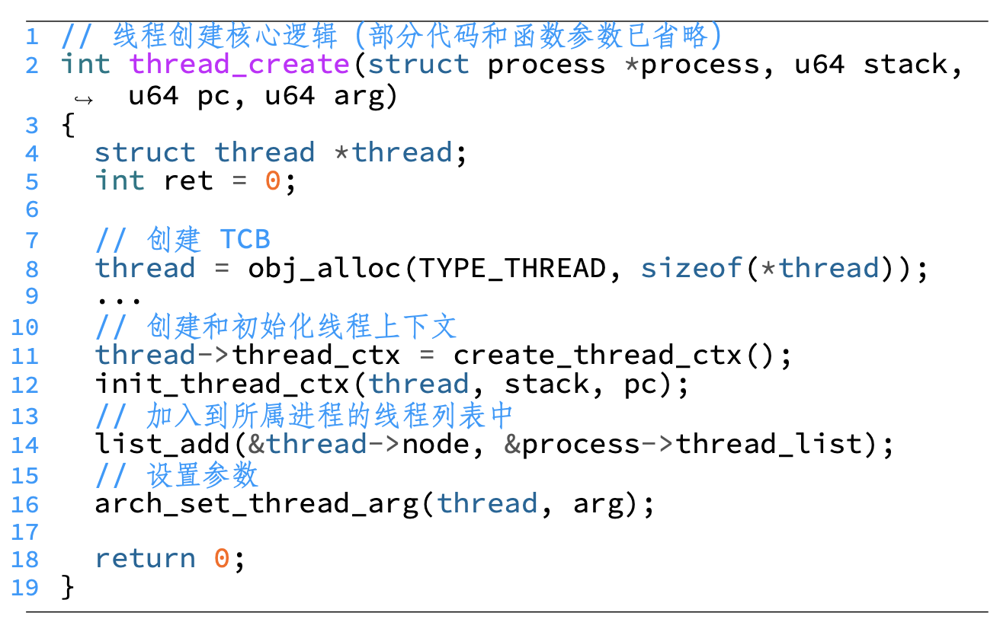 1 // 线程创建核心逻辑（部分代码和函数参数已省略）
2 int thread_create(struct process *process, u64 stack,
↪ u64 pc, u64 arg)
3 {
4 struct thread *thread;
5 int ret = 0;
6
7 // 创建 TCB
8 thread = obj_alloc(TYPE_THREAD, sizeof(*thread));
9 ...
10 // 创建和初始化线程上下文
11 thread->thread_ctx = create_thread_ctx();
12 init_thread_ctx(thread, stack, pc);
13 // 加入到所属进程的线程列表中
14 list_add(&thread->node, &process->thread_list);
15 // 设置参数
16 arch_set_thread_arg(thread, arg);
17
18 return 0;
19 }